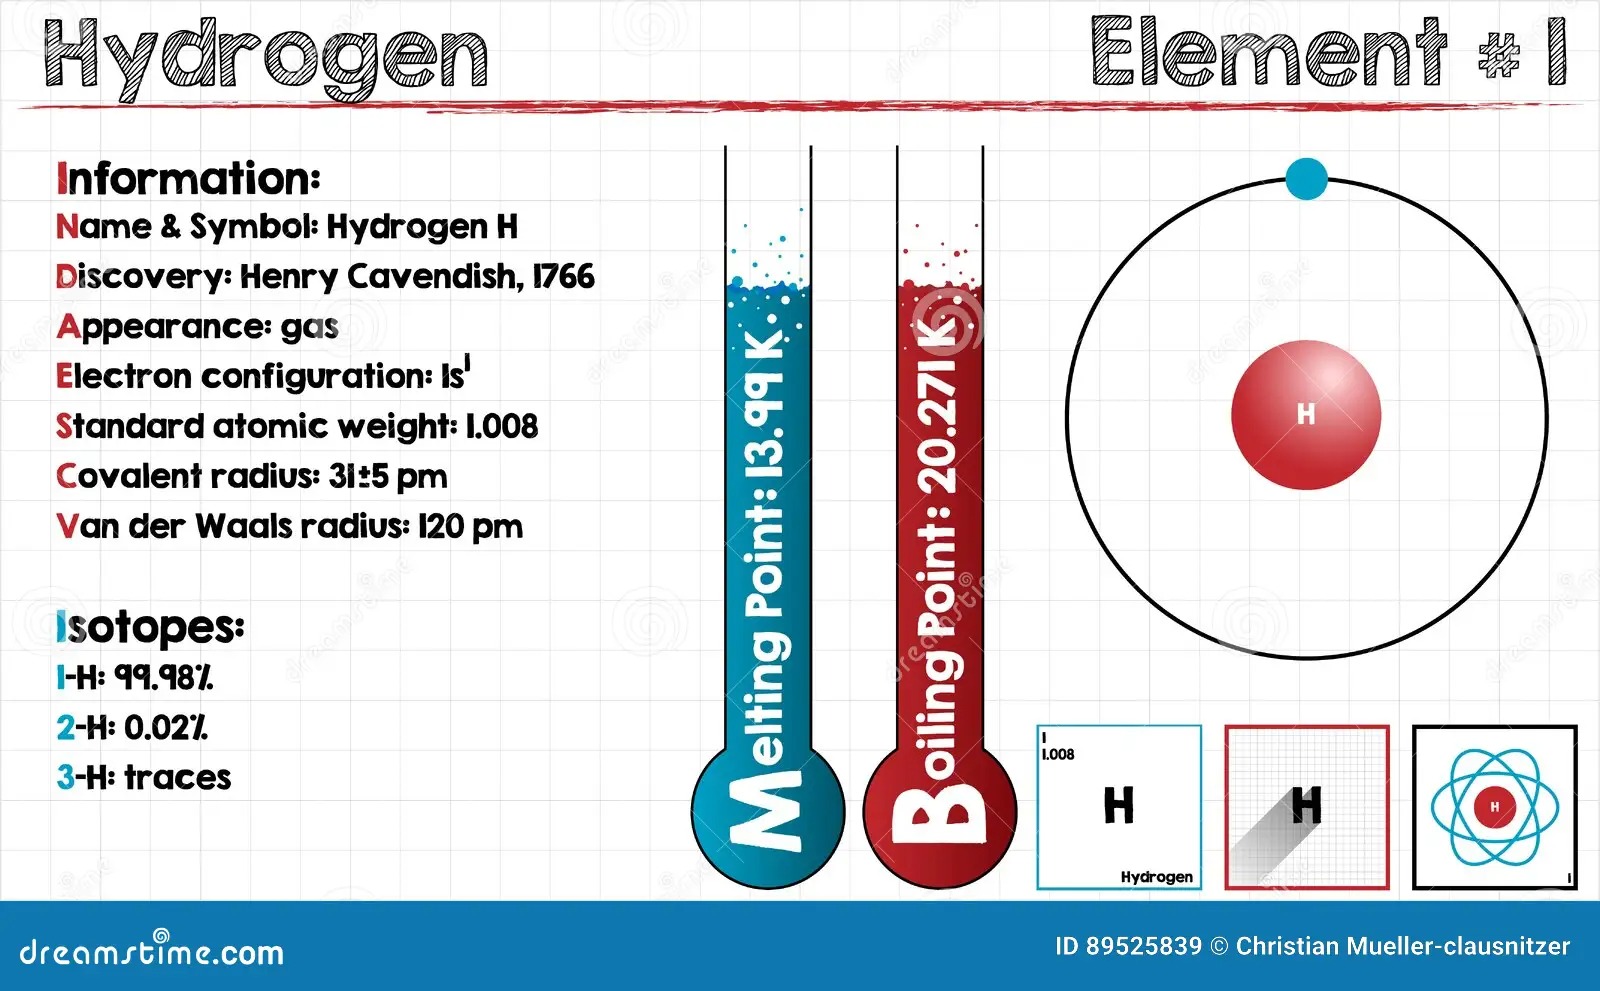 Hydrogen
Element # 1
Information:
Name & Symbol: Hydrogen H
Discovery: Henry Cavendish, 1766
Appearance: gas
Electron configuration: 1s¹
Standard atomic weight: 1.008
Covalent radius: 31±5 pm
Van der Waals radius: 120 pm
Isotopes:
1-H: 99.98%
2-H: 0.02%
3-H: traces
Melting Point: 13.99 K
Boiling Point: 20.271 K
H
1
1.008
H
Hydrogen
H
H
1
dreamstime.com
ID 89525839 © Christian Mueller-clausnitzer